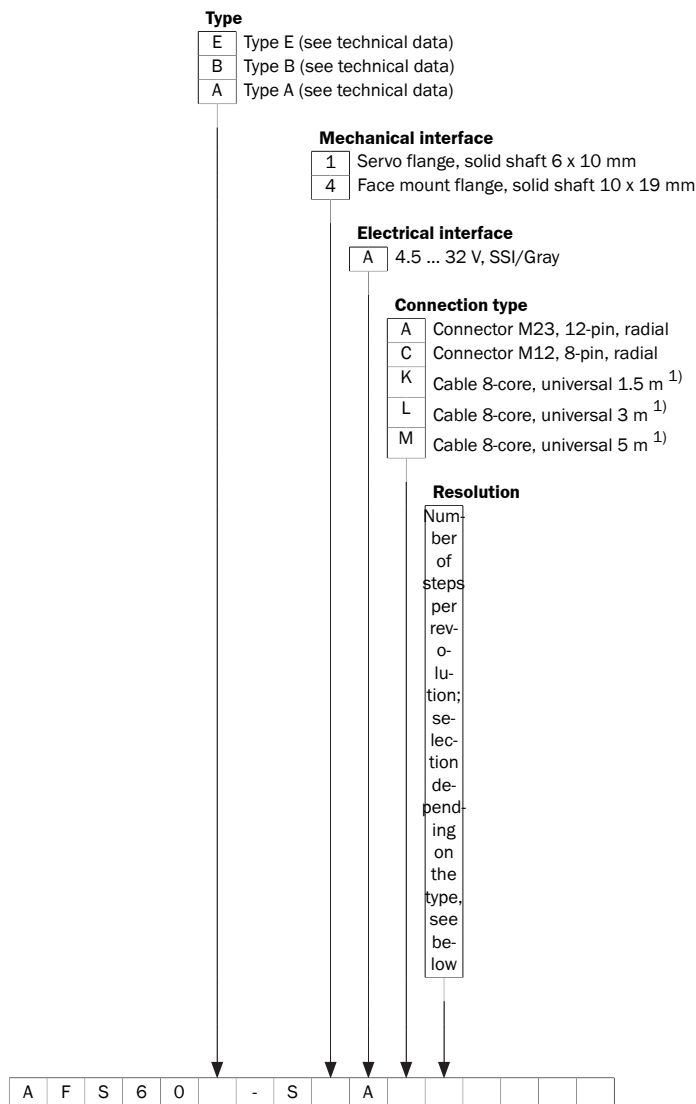 Type
E Type E (see technical data)
B Type B (see technical data)
A Type A (see technical data)
Mechanical interface
1 Servo flange, solid shaft 6 x 10 mm
4 Face mount flange, solid shaft 10 x 19 mm
Electrical interface
A 4.5 ... 32 V, SSI/Gray
Connection type
A Connector M23, 12-pin, radial
C Connector M12, 8-pin, radial
K Cable 8-core, universal 1.5 m 1)
L Cable 8-core, universal 3 m 1)
M Cable 8-core, universal 5 m 1)
Resolution
Num-
ber
of
steps
per
rev-
o-
lu-
tion;
se-
lec-
tion
de-
pend-
ing
on
the
type,
see
be-
low
A F S 6 0 - S A